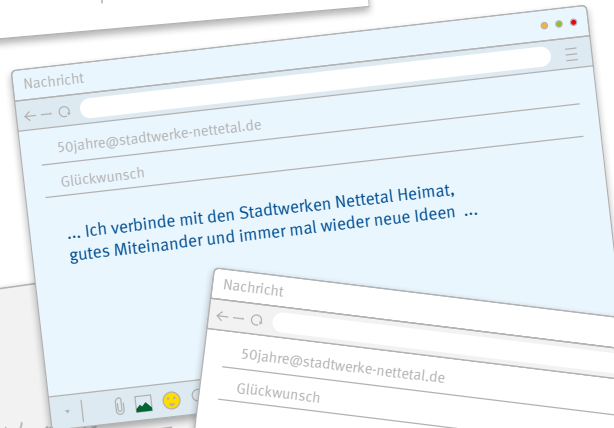 Nachricht
50jahre@stadtwerke-nettetal.de
Glückwunsch
... Ich verbinde mit den Stadtwerken Nettetal Heimat,
gutes Miteinander und immer mal wieder neue Ideen ...
Nachricht
50jahre@stadtwerke-nettetal.de
Glückwunsch